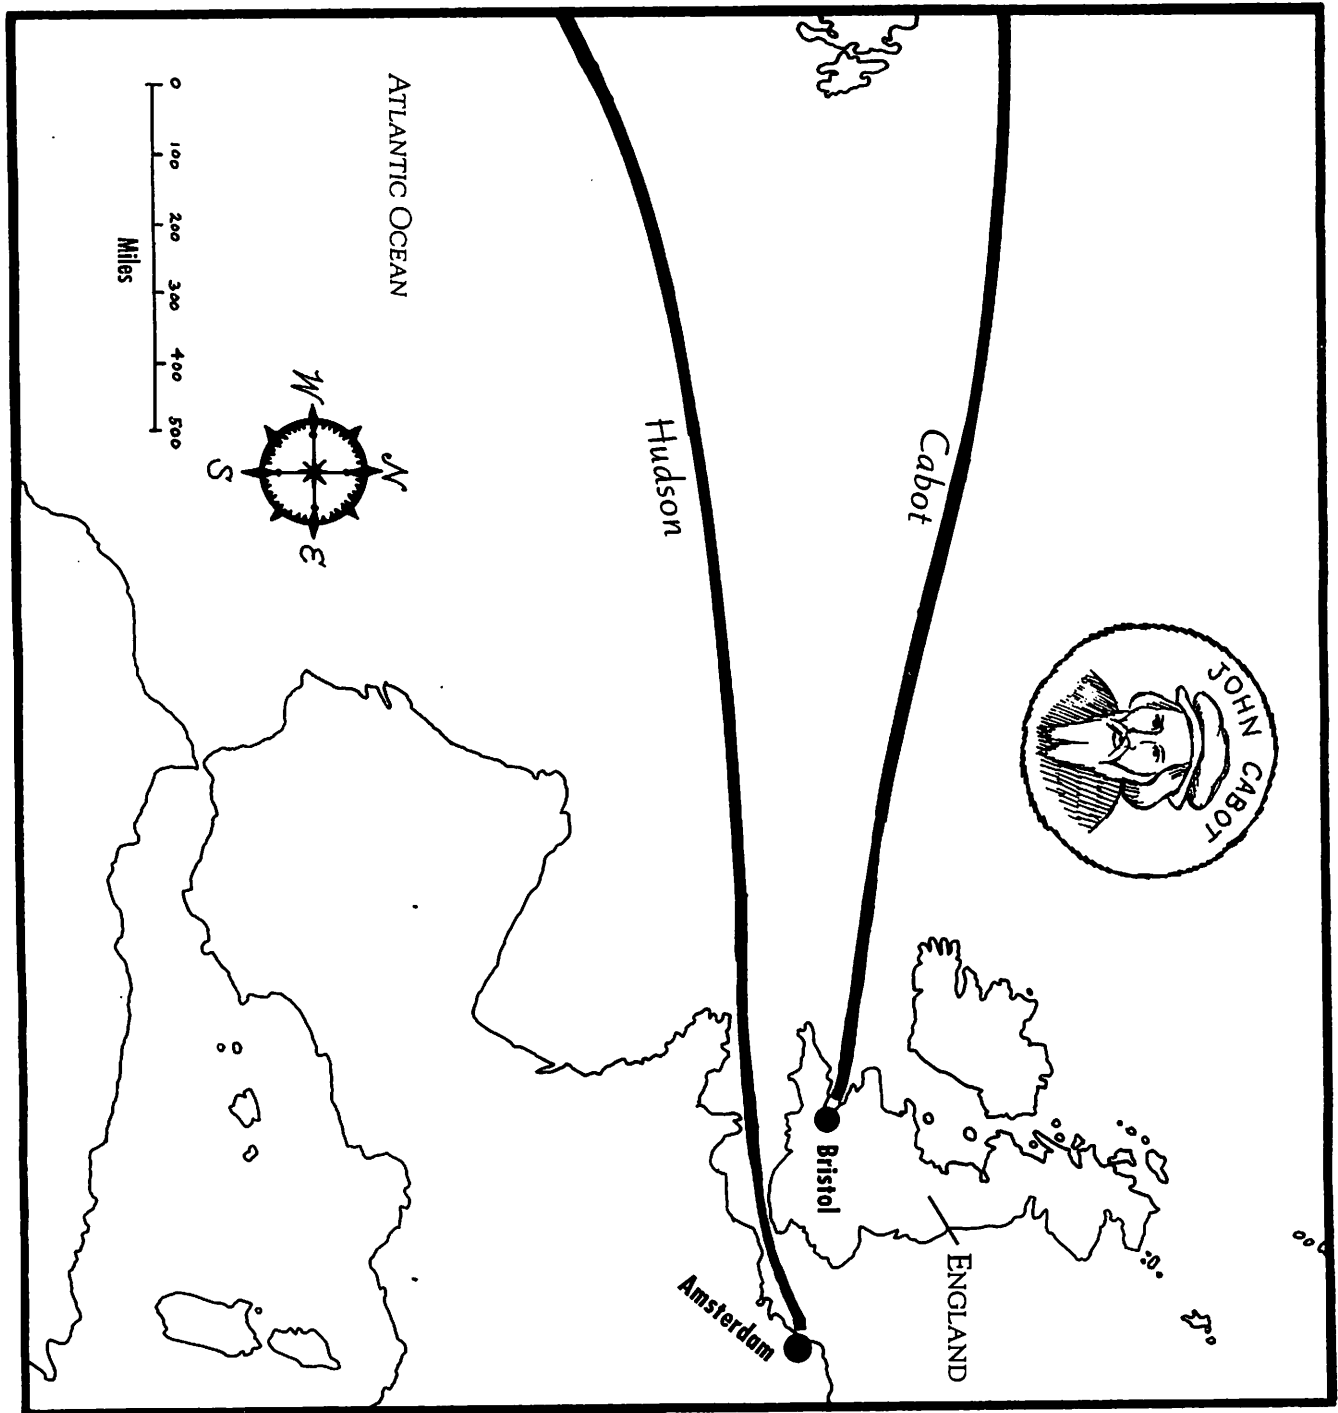 JOHN CABOT
ENGLAND
Cabot
Bristol
Amsterdam
Hudson
ATLANTIC OCEAN
N
W
E
S
0 100 200 300 400 500
Miles